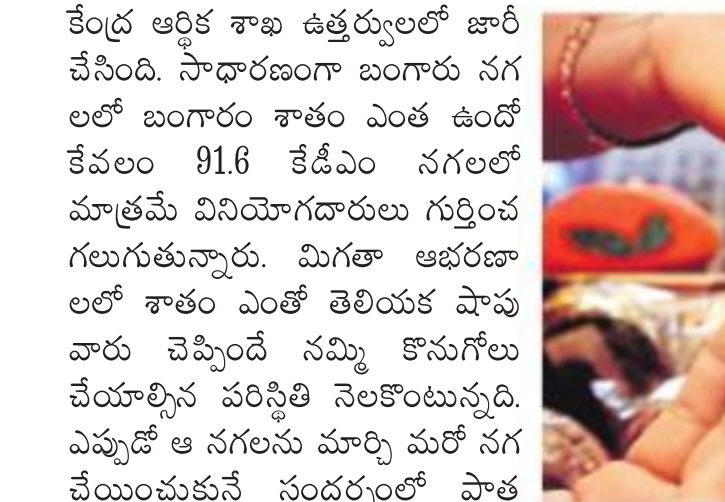 కేంద్ర ఆర్థిక శాఖ ఉత్తర్వులలో జారీ
చేసింది. సాధారణంగా బంగారు నగ
లలో బంగారం శాతం ఎంత ఉందో
కేవలం 91.6 కేడీఎం నగలలో
మాత్రమే వినియోగదారులు గుర్తించ
గలుగుతున్నారు. మిగతా ఆభరణా
లలో శాతం ఎంతో తెలియక షాపు
వారు చెప్పిందే నమ్మి కొనుగోలు
చేయాల్సిన పరిస్థితి నెలకొంటున్నది.
ఎప్పుడో ఆ నగలను మార్చి మరో నగ
చేయించుకునే సందర్భంలో పాత